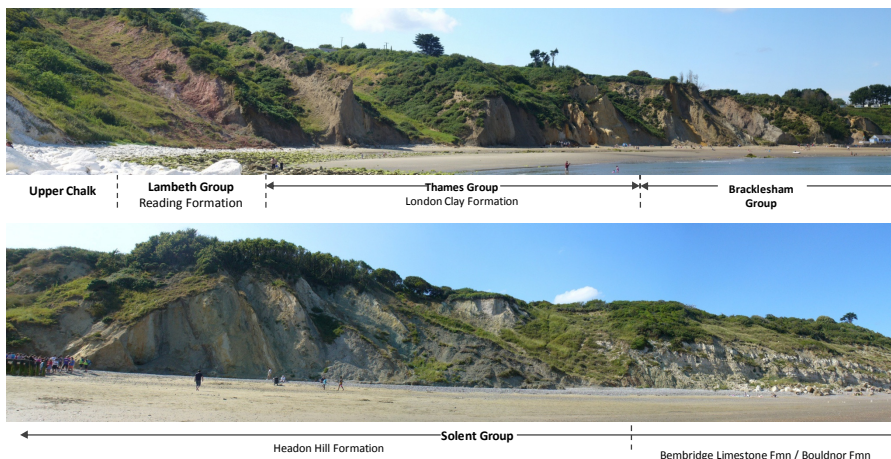 Upper Chalk
Lambeth Group
Reading Formation
Thames Group
London Clay Formation
Bracklesham
Group
Solent Group
Headon Hill Formation
Bembridge Limestone Fmn / Bouldnor Fmn